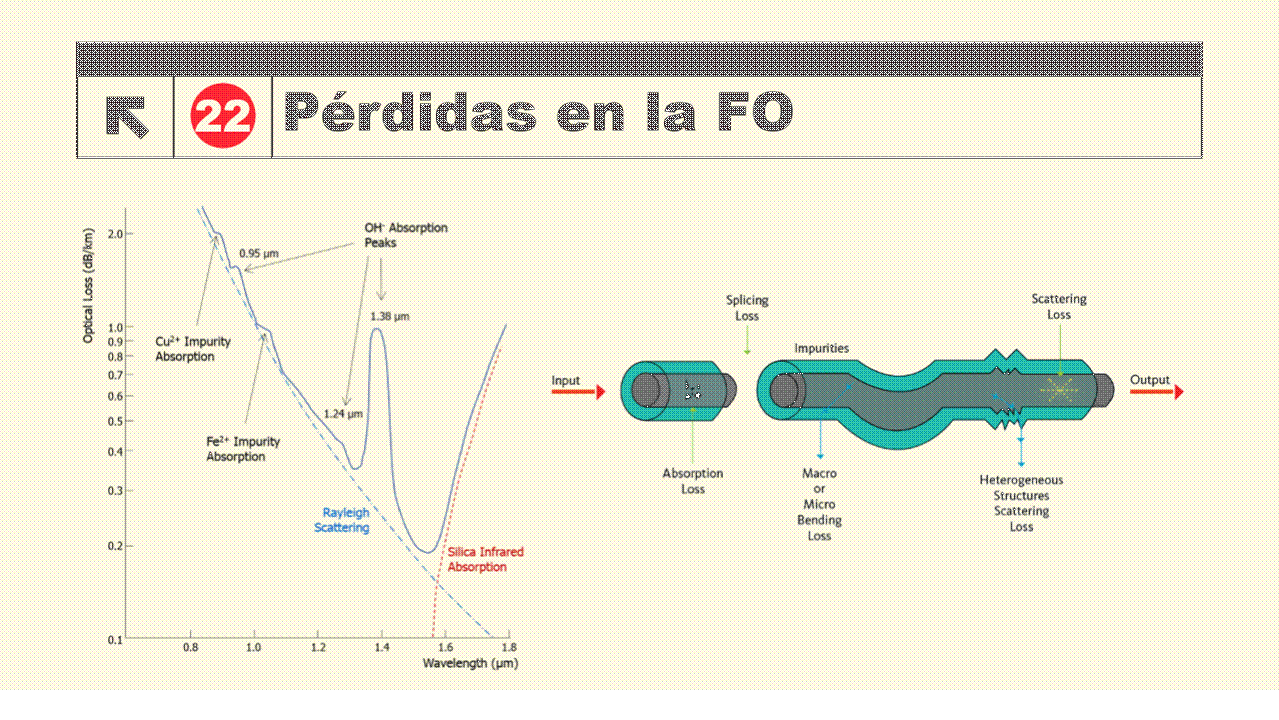 22 Pérdidas en la FO
Optical Loss (dB/km)
2.0
1.0
0.9
0.8
0.7
0.6
0.5
0.4
0.3
0.2
0.1
0.8 1.0 1.2 1.4 1.6 1.8
Wavelength (µm)
OH- Absorption
Peaks
0.95 µm
1.38 µm
Cu2+ Impurity
Absorption
1.24 µm
Fe2+ Impurity
Absorption
Rayleigh
Scattering
Silica Infrared
Absorption
Input
Splicing
Loss
Impurities
Scattering
Loss
Output
Absorption
Loss
Macro
or
Micro
Bending
Loss
Heterogeneous
Structures
Scattering
Loss